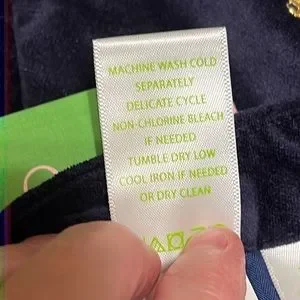 MACHINE WASH COLD
SEPARATELY
DELICATE CYCLE
NON-CHLORINE BLEACH
IF NEEDED
TUMBLE DRY LOW
COOL IRON IF NEEDED
OR DRY CLEAN